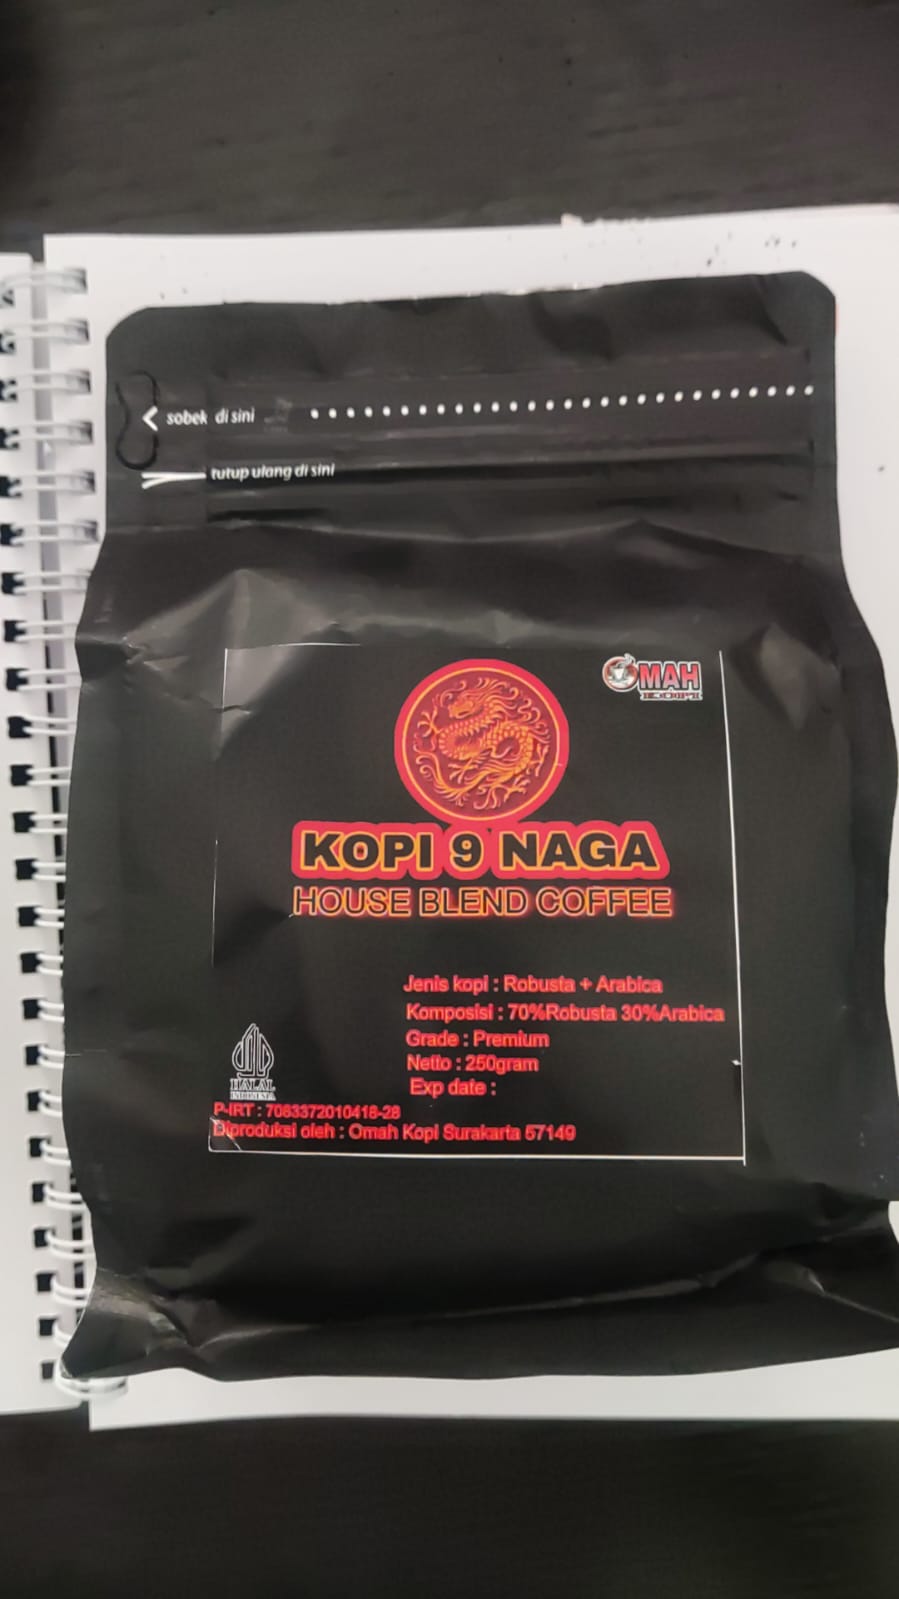 sobek di sini
tutup ulang di sini
OMAH
KOPI
KOPI 9 NAGA
HOUSE BLEND COFFEE
Jenis kopi : Robusta + Arabica
Komposisi : 70%Robusta 30%Arabica
Grade : Premium
Netto : 250gram
Exp date :
HALAL
INDONESIA
P-IRT : 7083372010418-28
Diproduksi oleh : Omah Kopi Surakarta 57149